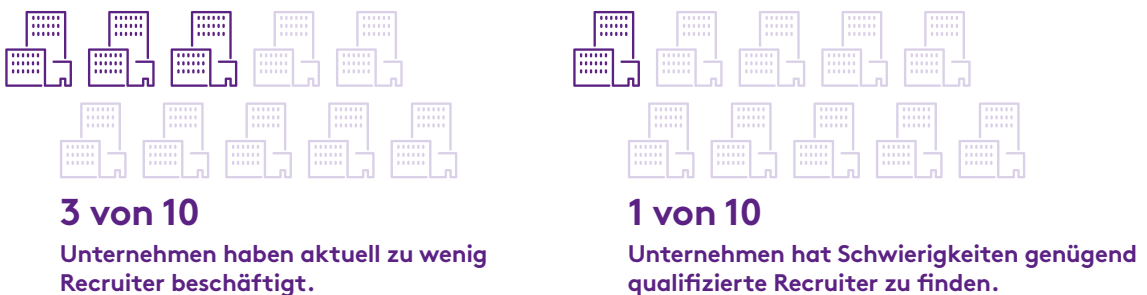 3 von 10
Unternehmen haben aktuell zu wenig
Recruiter beschäftigt.
1 von 10
Unternehmen hat Schwierigkeiten genügend
qualifizierte Recruiter zu finden.